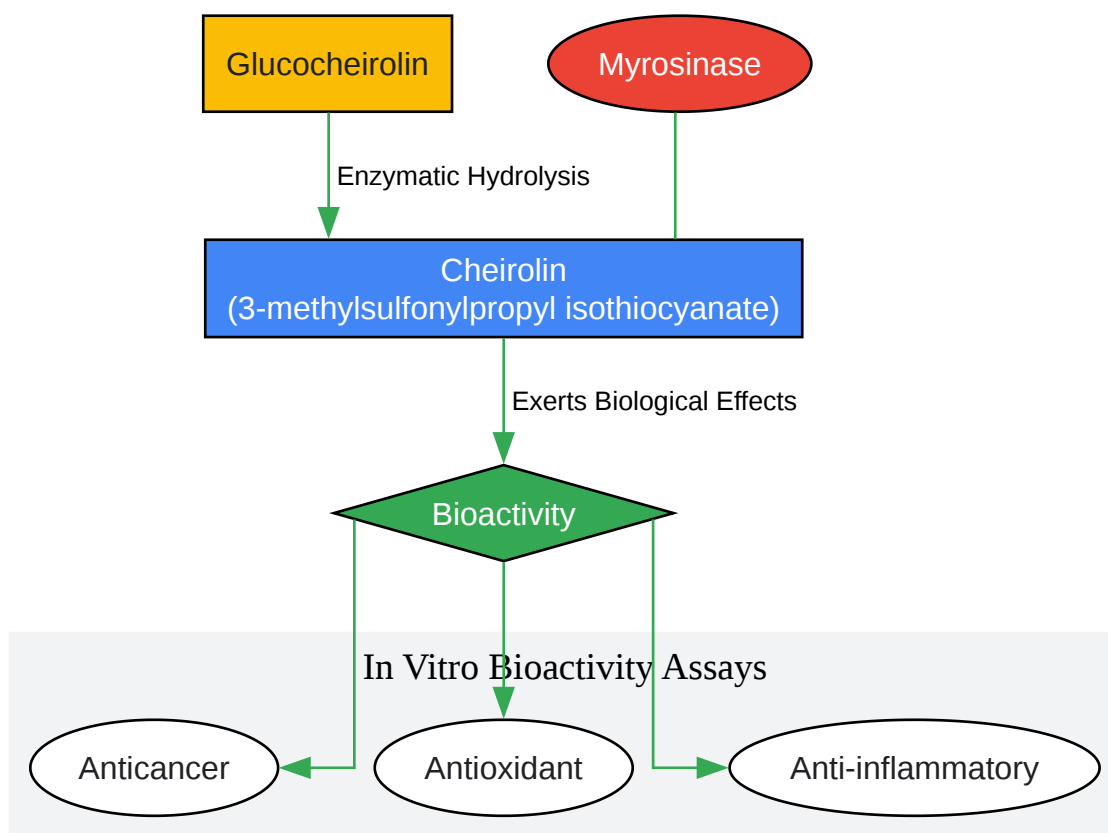 Glucocheirolin
Myrosinase
Enzymatic Hydrolysis
Cheirolin
(3-methylsulfonylpropyl isothiocyanate)
Exerts Biological Effects
Bioactivity
In Vitro Bioactivity Assays
Anticancer
Antioxidant
Anti-inflammatory